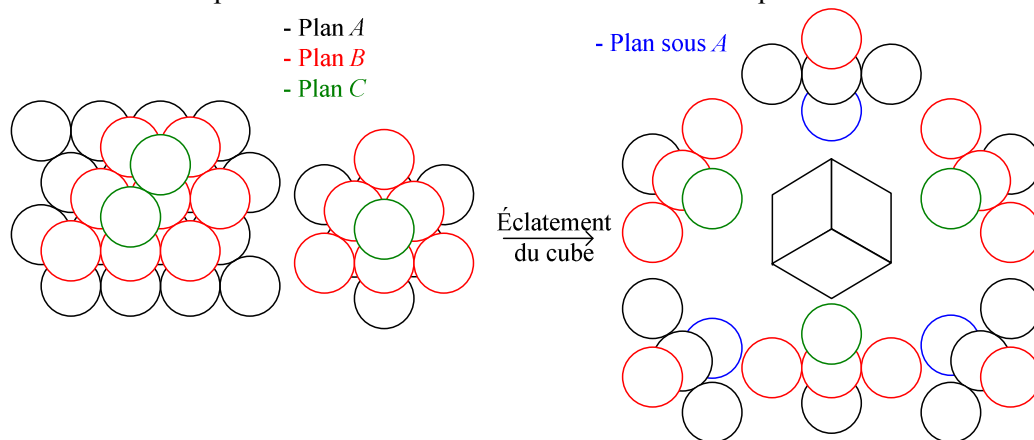 - Plan A
- Plan B
- Plan C
- Plan sous A
Éclatement
du cube